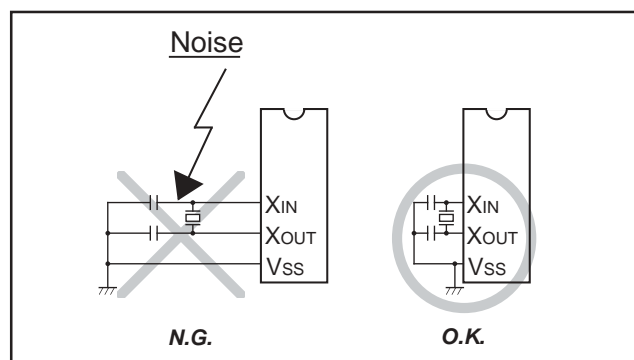 Noise
XIN
XOUT
VSS
N.G.
XIN
XOUT
VSS
O.K.